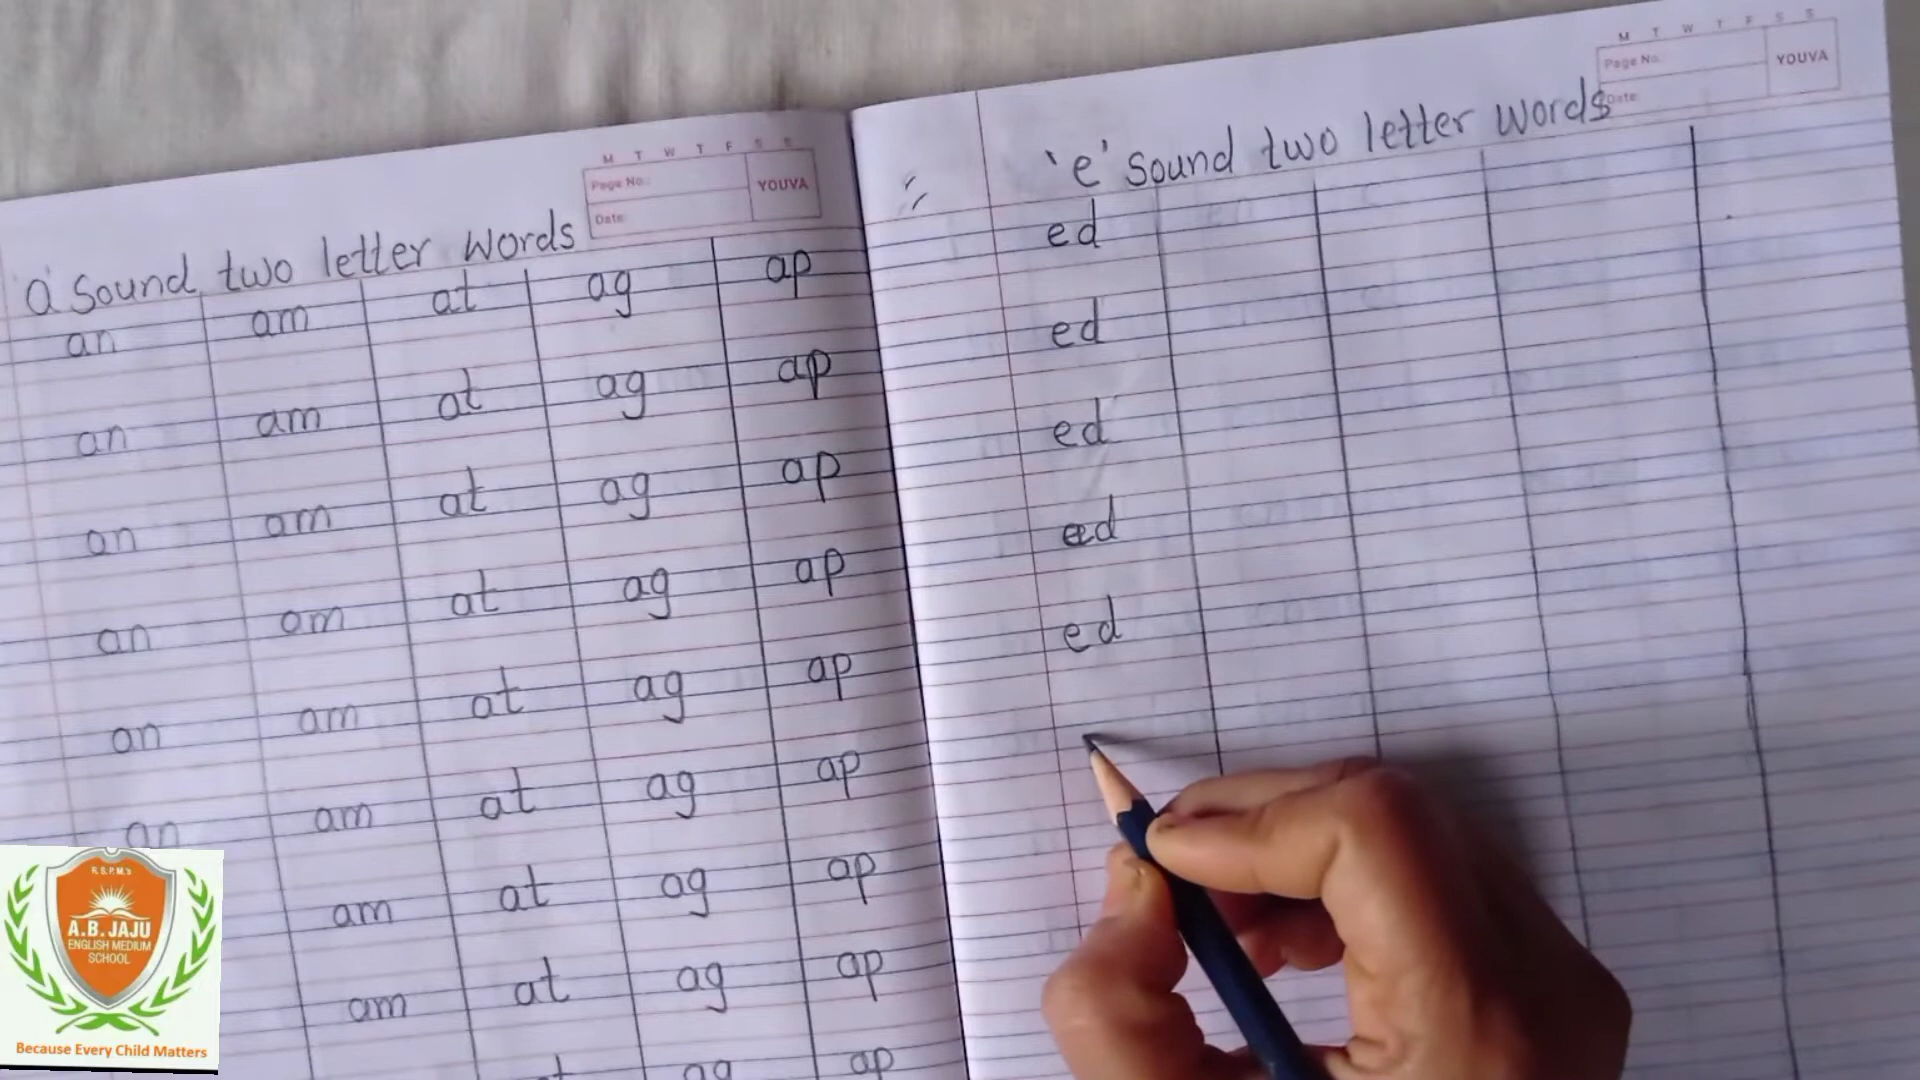 M T W T F S S
Page No.:
Date:
YOUVA
'a' sound two letter words
an am at ag ap
an am at ag ap
an am at ag ap
an am at ag ap
an am at ag ap
an am at ag ap
am at ag ap
am at ag ap
at ag ap
M T W T F S S
Page No.:
Date:
YOUVA
'e' sound two letter words
ed
ed
ed
ed
ed
R.S.P.M.'s
A.B. JAJU
ENGLISH MEDIUM
SCHOOL
Because Every Child Matters